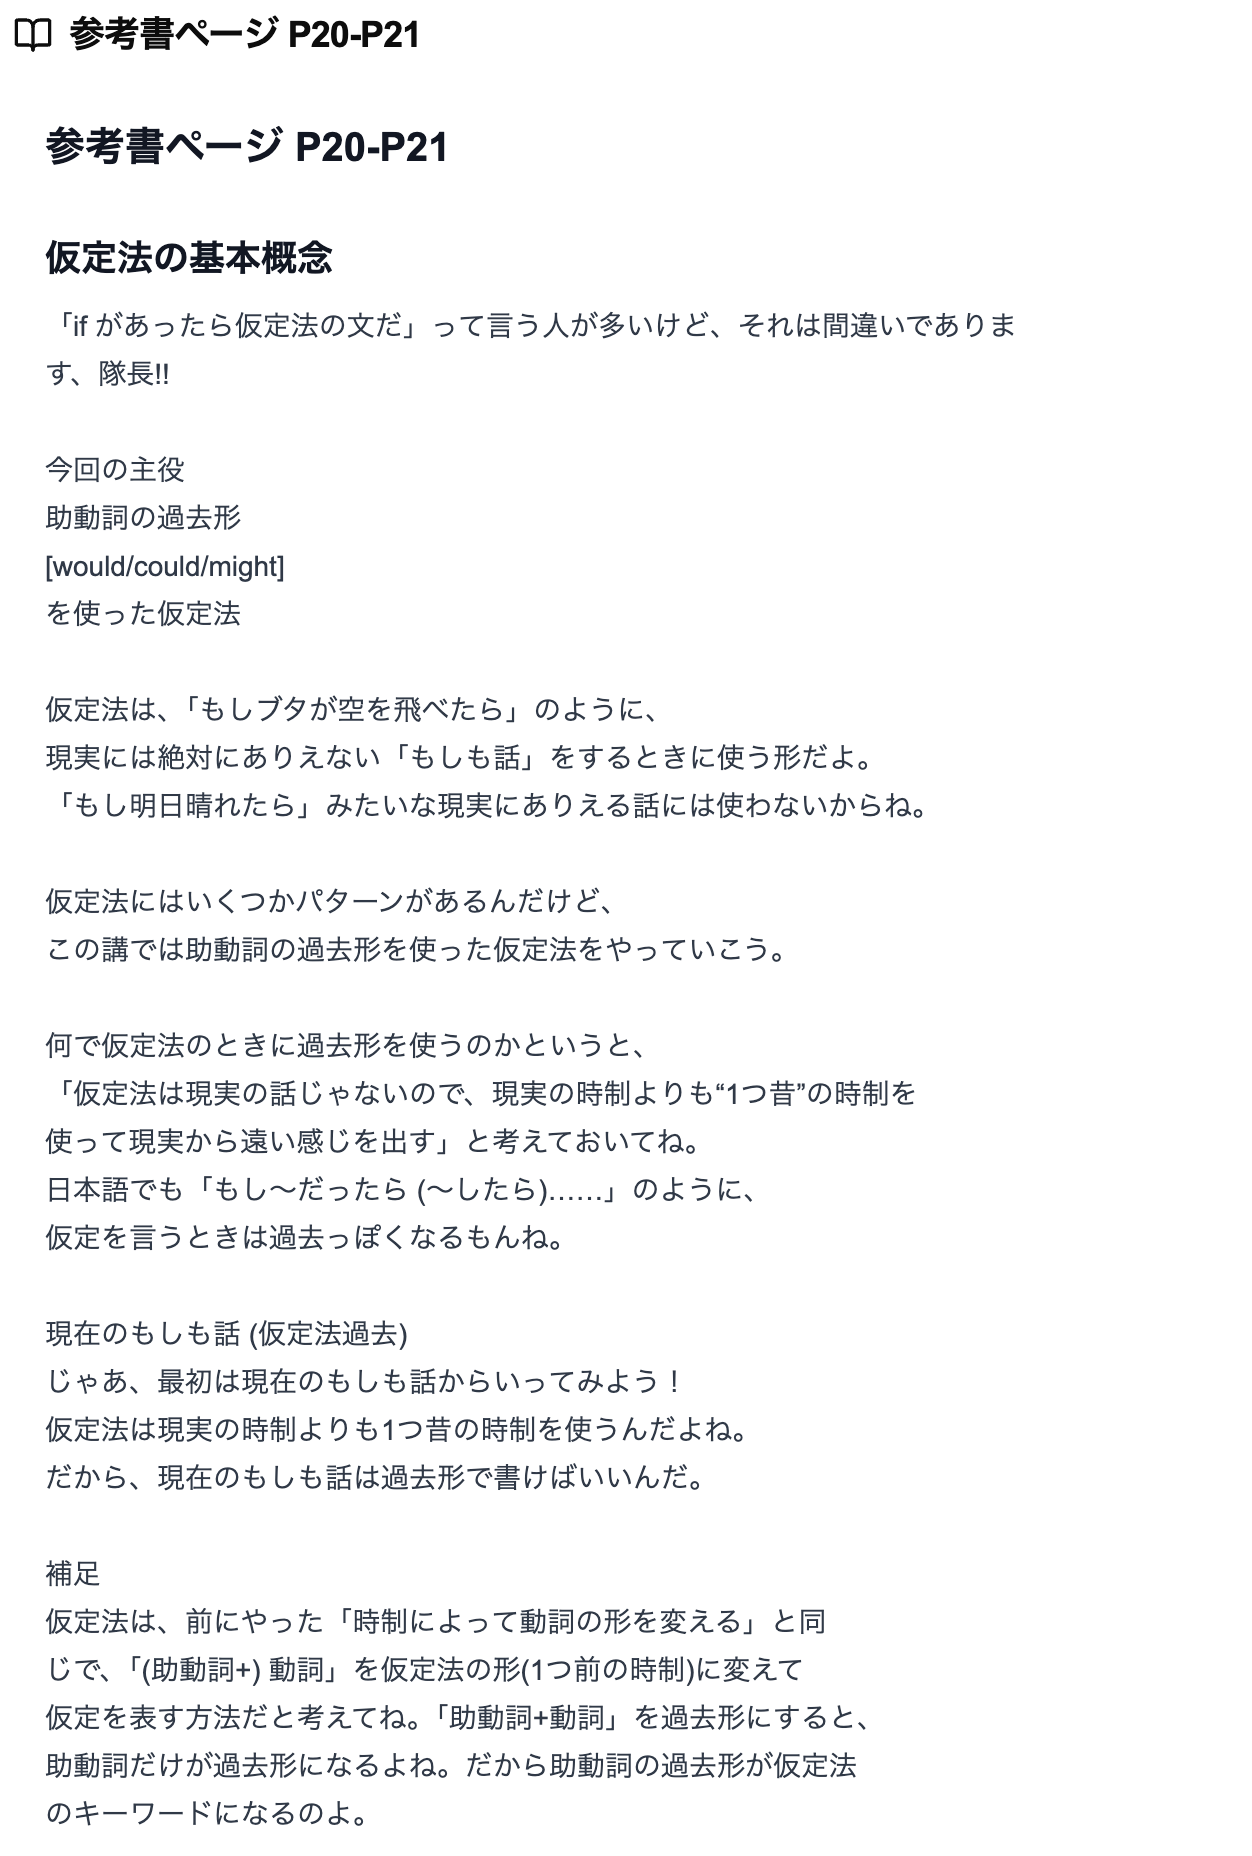 参考書ページ P20-P21
参考書ページ P20-P21
仮定法の基本概念
「if があったら仮定法の文だ」って言う人が多いけど、それは間違いでありま
す、隊長!!
今回の主役
助動詞の過去形
[would/could/might]
を使った仮定法
仮定法は、「もしブタが空を飛べたら」のように、
現実には絶対にありえない「もしも話」をするときに使う形だよ。
「もし明日晴れたら」みたいな現実にありえる話には使わないからね。
仮定法にはいくつかパターンがあるんだけど、
この講では助動詞の過去形を使った仮定法をやっていこう。
何で仮定法のときに過去形を使うのかというと、
「仮定法は現実の話じゃないので、現実の時制よりも“1つ昔”の時制を
使って現実から遠い感じを出す」と考えておいてね。
日本語でも「もし〜だったら (〜したら)……」のように、
仮定を言うときは過去っぽくなるもんね。
現在のもしも話 (仮定法過去)
じゃあ、最初は現在のもしも話からいってみよう！
仮定法は現実の時制よりも1つ昔の時制を使うんだよね。
だから、現在のもしも話は過去形で書けばいいんだ。
補足
仮定法は、前にやった「時制によって動詞の形を変える」と同
じで、「(助動詞+) 動詞」を仮定法の形(1つ前の時制)に変えて
仮定を表す方法だと考えてね。「助動詞+動詞」を過去形にすると、
助動詞だけが過去形になるよね。だから助動詞の過去形が仮定法
のキーワードになるのよ。